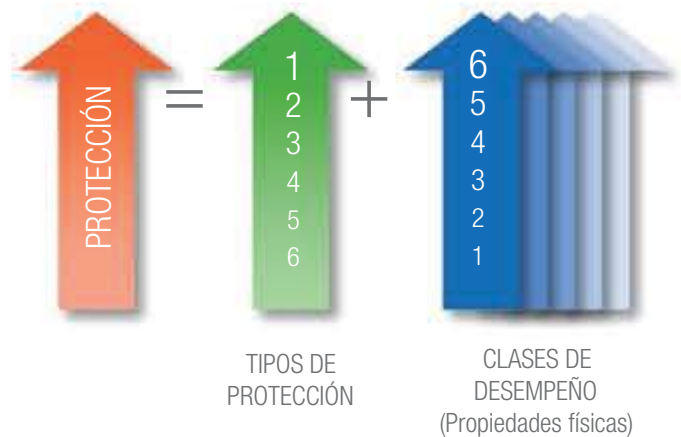 PROTECCIÓN
=
1
2
3
4
5
6
+
6
5
4
3
2
1
TIPOS DE
PROTECCIÓN
CLASES DE
DESEMPEÑO
(Propiedades físicas)